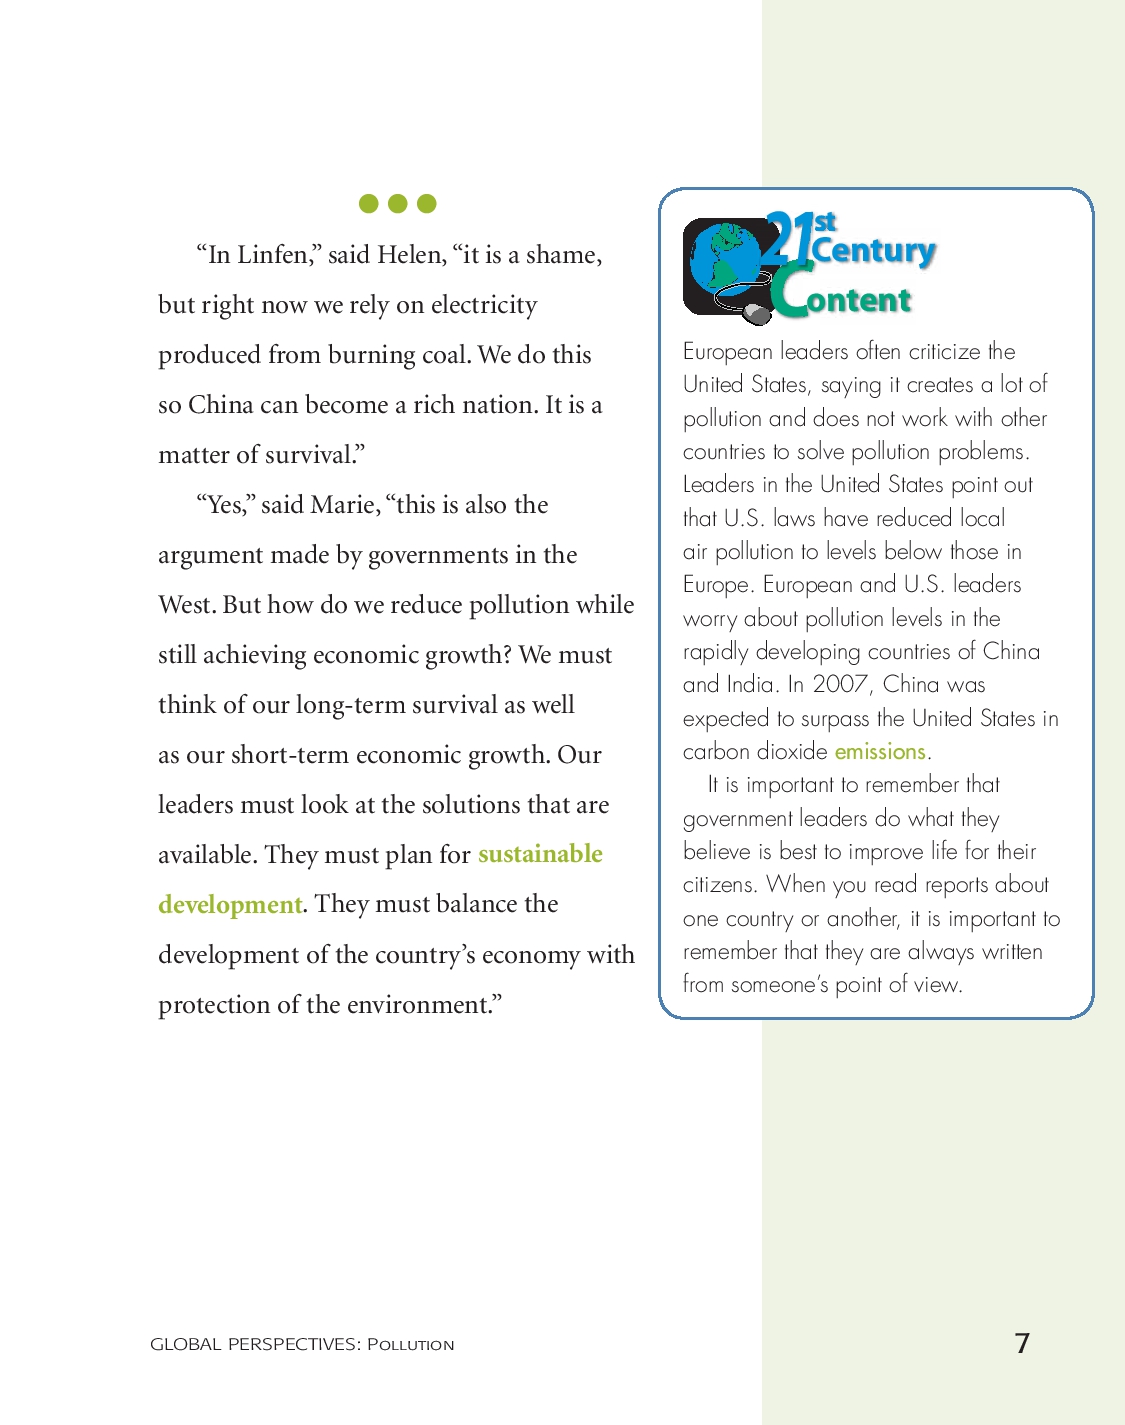 “In Linfen,” said Helen, “it is a shame,
but right now we rely on electricity
produced from burning coal. We do this
so China can become a rich nation. It is a
matter of survival.”
“Yes,” said Marie, “this is also the
argument made by governments in the
West. But how do we reduce pollution while
still achieving economic growth? We must
think of our long-term survival as well
as our short-term economic growth. Our
leaders must look at the solutions that are
available. They must plan for sustainable
development. They must balance the
development of the country’s economy with
protection of the environment.”
21st
Century
Content
European leaders often criticize the
United States, saying it creates a lot of
pollution and does not work with other
countries to solve pollution problems.
Leaders in the United States point out
that U.S. laws have reduced local
air pollution to levels below those in
Europe. European and U.S. leaders
worry about pollution levels in the
rapidly developing countries of China
and India. In 2007, China was
expected to surpass the United States in
carbon dioxide emissions.
It is important to remember that
government leaders do what they
believe is best to improve life for their
citizens. When you read reports about
one country or another, it is important to
remember that they are always written
from someone’s point of view.
GLOBAL PERSPECTIVES: POLLUTION
7